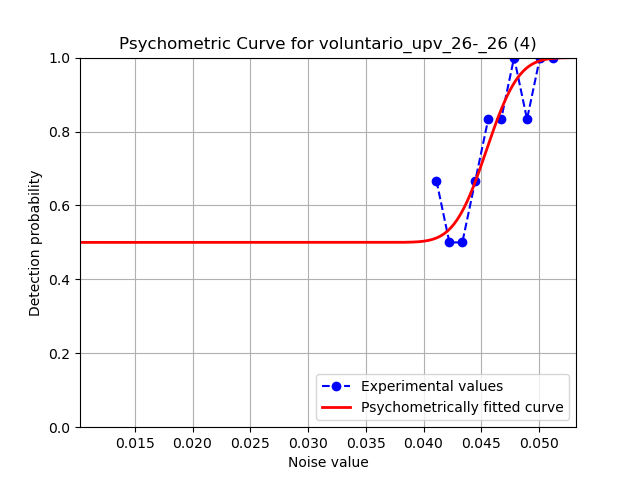 Psychometric Curve for voluntario_upv_26-_26 (4)
Detection probability
1.0
0.8
0.6
0.4
0.2
0.0
Experimental values
Psychometrically fitted curve
0.015 0.020 0.025 0.030 0.035 0.040 0.045 0.050
Noise value